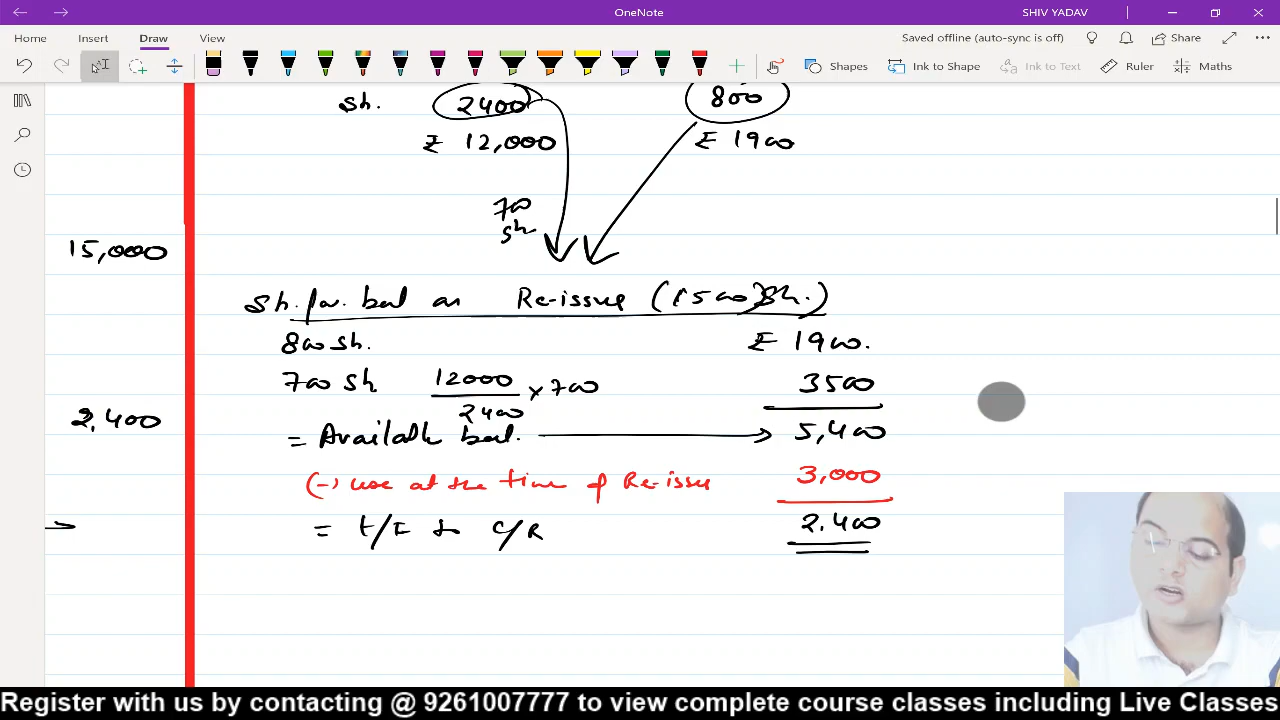 OneNote
SHIV YADAV
Home Insert Draw View
Saved offline (auto-sync is off) Share
Shapes Ink to Shape Ink to Text Ruler Maths
Sh. 2400 800
₹ 12,000 ₹ 1900
700
sh
15,000
Sh. for. bal on Re-issue (1500 Sh.)
800 sh. ₹ 1900.
700 sh 12000/2400 × 700 3500
2,400
= Available bal. → 5,400
(-) use at the time of Re-issue 3,000
= t/f to C/R 2,400
Register with us by contacting @ 9261007777 to view complete course classes including Live Classes